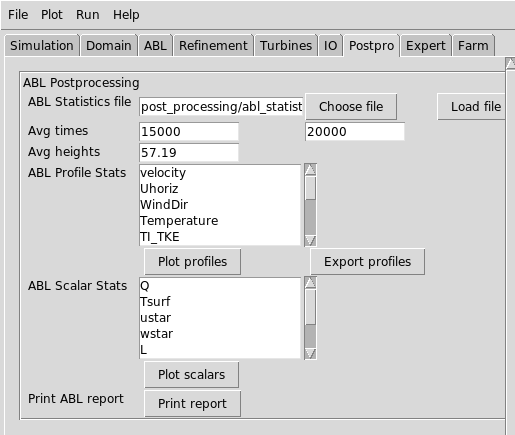 File Plot Run Help
Simulation Domain ABL Refinement Turbines IO Postpro Expert Farm
ABL Postprocessing
ABL Statistics file post_processing/abl_statist Choose file Load file
Avg times 15000 20000
Avg heights 57.19
ABL Profile Stats velocity
Uhoriz
WindDir
Temperature
TI_TKE
Plot profiles Export profiles
ABL Scalar Stats Q
Tsurf
ustar
wstar
L
Plot scalars
Print ABL report Print report